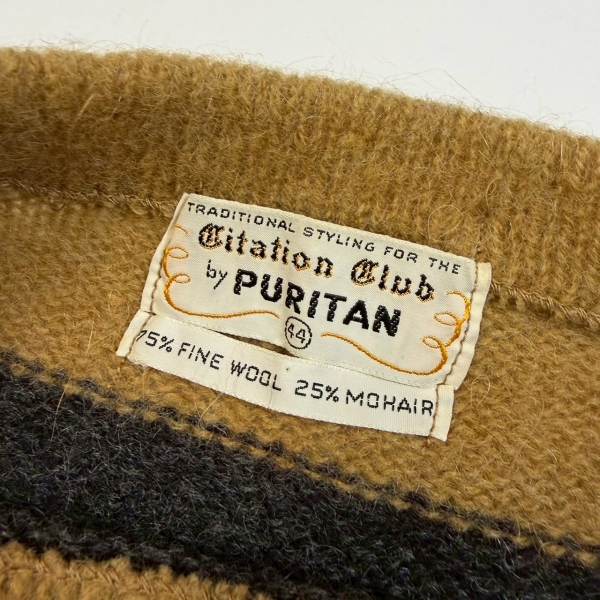 TRADITIONAL STYLING FOR THE
Citation Club
by PURITAN
44
75% FINE WOOL 25% MOHAIR